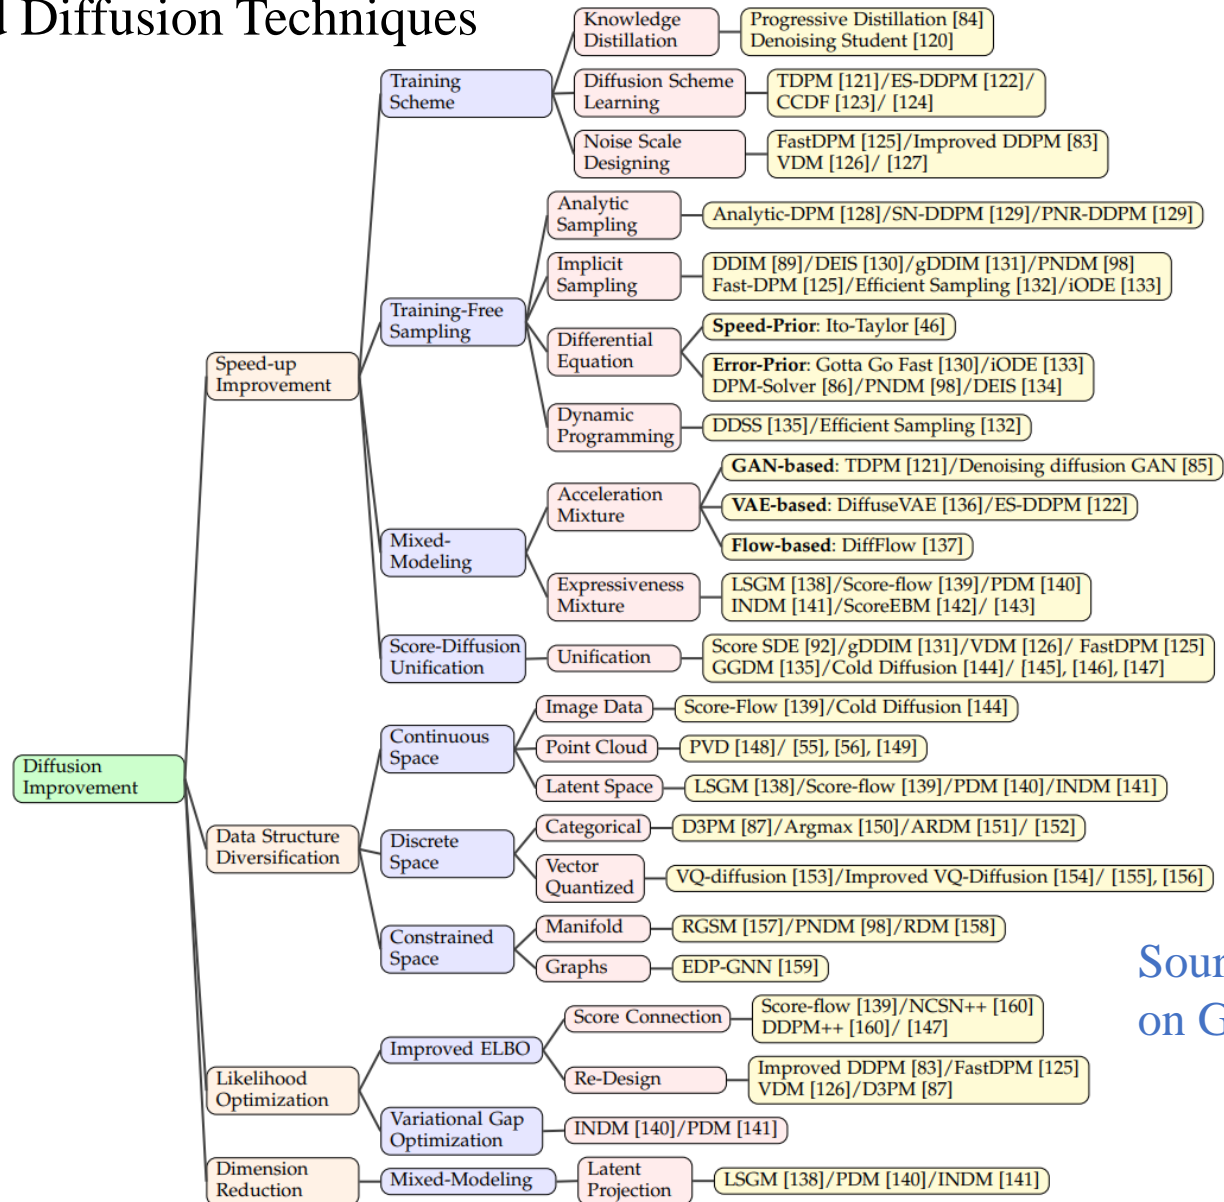 Diffusion Techniques
Knowledge
Distillation
Progressive Distillation [84]
Denoising Student [120]
Training
Scheme
Diffusion Scheme
Learning
TDPM [121]/ES-DDPM [122]/
CCDF [123]/ [124]
Noise Scale
Designing
FastDPM [125]/Improved DDPM [83]
VDM [126]/ [127]
Analytic
Sampling
Analytic-DPM [128]/SN-DDPM [129]/PNR-DDPM [129]
Implicit
Sampling
DDIM [89]/DEIS [130]/gDDIM [131]/PNDM [98]
Fast-DPM [125]/Efficient Sampling [132]/iODE [133]
Training-Free
Sampling
Differential
Equation
Speed-Prior: Ito-Taylor [46]
Error-Prior: Gotta Go Fast [130]/iODE [133]
DPM-Solver [86]/PNDM [98]/DEIS [134]
Speed-up
Improvement
Dynamic
Programming
DDSS [135]/Efficient Sampling [132]
GAN-based: TDPM [121]/Denoising diffusion GAN [85]
Acceleration
Mixture
VAE-based: DiffuseVAE [136]/ES-DDPM [122]
Flow-based: DiffFlow [137]
Mixed-
Modeling
Expressiveness
Mixture
LSGM [138]/Score-flow [139]/PDM [140]
INDM [141]/ScoreEBM [142]/ [143]
Score-Diffusion
Unification
Unification
Score SDE [92]/gDDIM [131]/VDM [126]/ FastDPM [125]
GGDM [135]/Cold Diffusion [144]/ [145], [146], [147]
Image Data
Score-Flow [139]/Cold Diffusion [144]
Continuous
Space
Point Cloud
PVD [148]/ [55], [56], [149]
Diffusion
Improvement
Latent Space
LSGM [138]/Score-flow [139]/PDM [140]/INDM [141]
Data Structure
Diversification
Discrete
Space
Categorical
D3PM [87]/Argmax [150]/ARDM [151]/ [152]
Vector
Quantized
VQ-diffusion [153]/Improved VQ-Diffusion [154]/ [155], [156]
Constrained
Space
Manifold
RGSM [157]/PNDM [98]/RDM [158]
Graphs
EDP-GNN [159]
on G
Score Connection
Score-flow [139]/NCSN++ [160]
DDPM++ [160]/ [147]
Improved ELBO
Re-Design
Improved DDPM [83]/FastDPM [125]
VDM [126]/D3PM [87]
Likelihood
Optimization
Variational Gap
Optimization
INDM [140]/PDM [141]
Dimension
Reduction
Mixed-Modeling
Latent
Projection
LSGM [138]/PDM [140]/INDM [141]